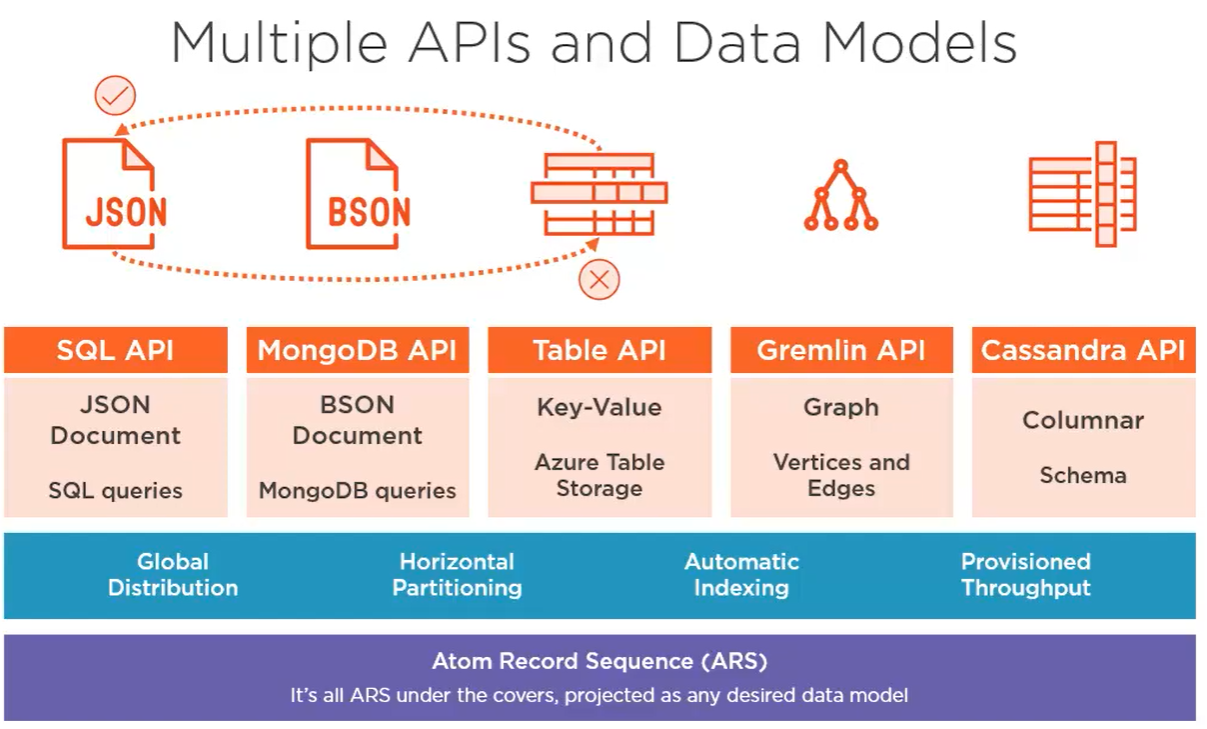 Multiple APIs and Data Models
JSON
BSON
SQL API
MongoDB API
Table API
Gremlin API
Cassandra API
JSON
Document
SQL queries
BSON
Document
MongoDB queries
Key-Value
Azure Table
Storage
Graph
Vertices and
Edges
Columnar
Schema
Global
Distribution
Horizontal
Partitioning
Automatic
Indexing
Provisioned
Throughput
Atom Record Sequence (ARS)
It's all ARS under the covers, projected as any desired data model